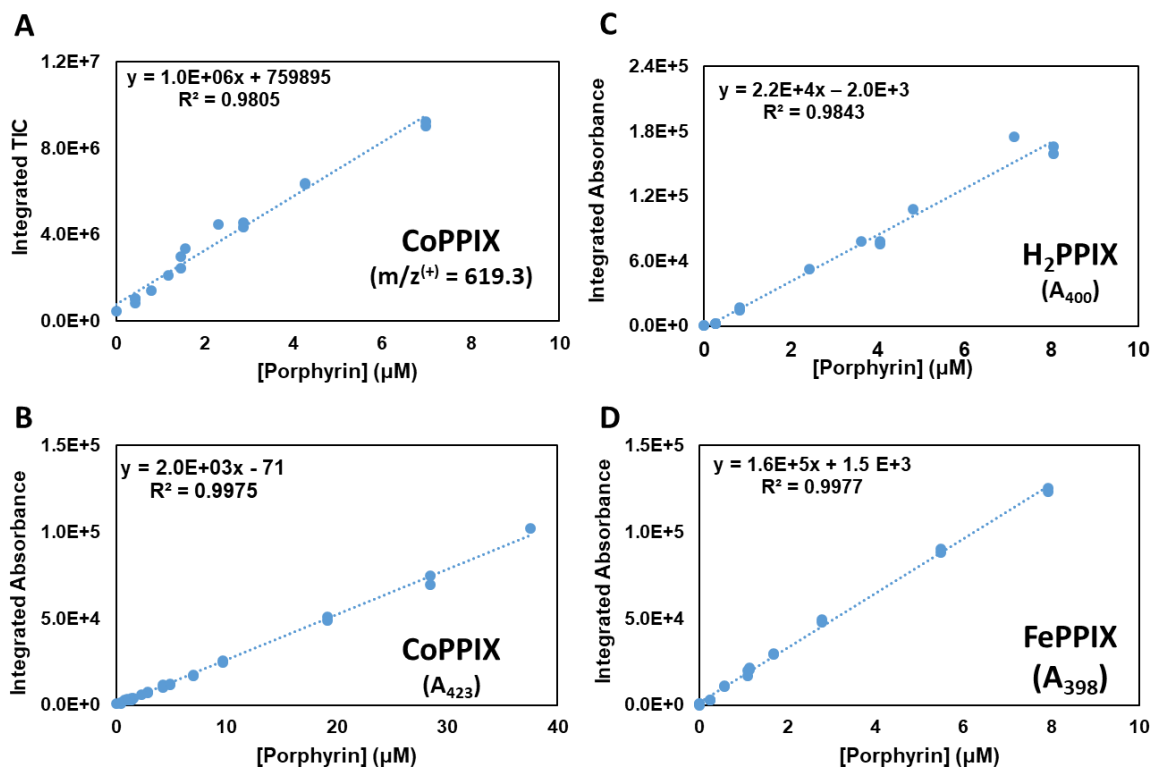 A
y = 1.0E+06x + 759895
R² = 0.9805
1.2E+7
8.0E+6
4.0E+6
0.0E+0
Integrated TIC
CoPPIX
(m/z⁽⁺⁾ = 619.3)
0 2 4 6 8 10
[Porphyrin] (µM)
B
y = 2.0E+03x - 71
R² = 0.9975
1.5E+5
1.0E+5
5.0E+4
0.0E+0
Integrated Absorbance
CoPPIX
(A₄₂₃)
0 10 20 30 40
[Porphyrin] (µM)
C
y = 2.2E+4x – 2.0E+3
R² = 0.9843
2.4E+5
1.8E+5
1.2E+5
6.0E+4
0.0E+0
Integrated Absorbance
H₂PPIX
(A₄₀₀)
0 2 4 6 8 10
[Porphyrin] (µM)
D
y = 1.6E+5x + 1.5 E+3
R² = 0.9977
1.5E+5
1.0E+5
5.0E+4
0.0E+0
Integrated Absorbance
FePPIX
(A₃₉₈)
0 2 4 6 8 10
[Porphyrin] (µM)